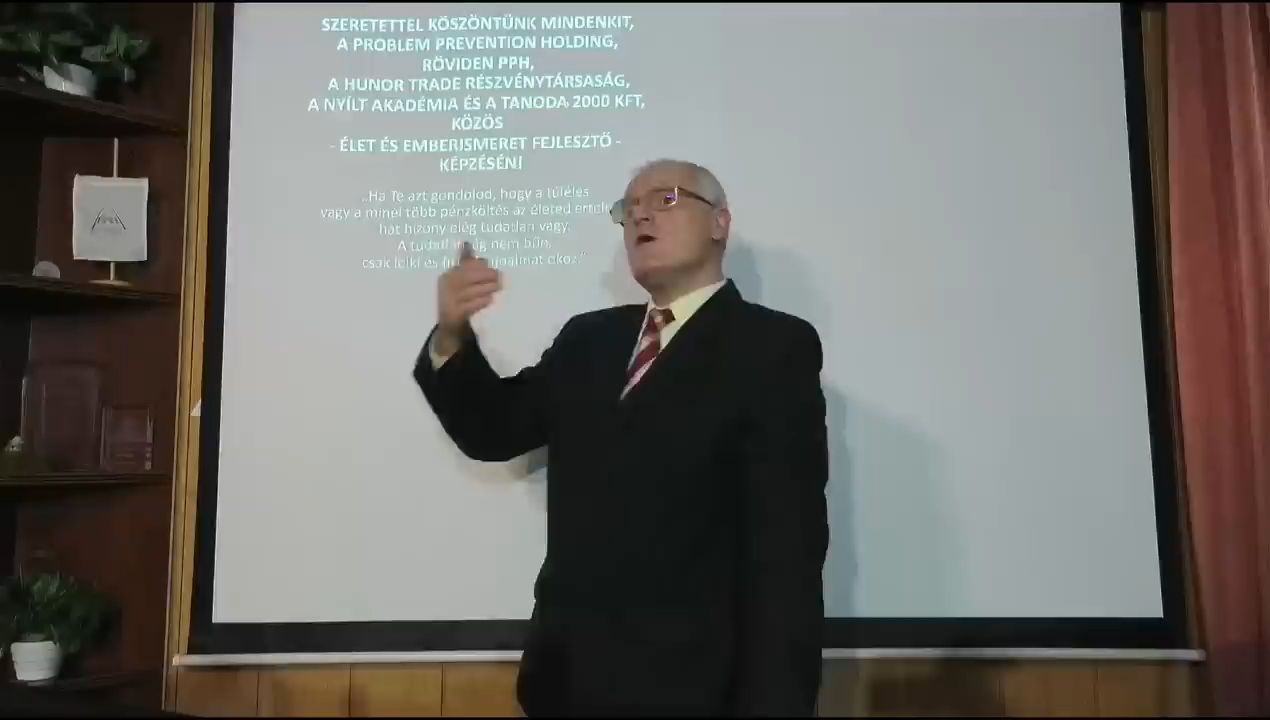 SZERETETTEL KÖSZÖNTÜNK MINDENKIT,
A PROBLEM PREVENTION HOLDING,
RÖVIDEN PPH,
A HUNOR TRADE RÉSZVÉNYTÁRSASÁG,
A NYÍLT AKADÉMIA ÉS A TANODA 2000 KFT,
KÖZÖS
- ÉLET ÉS EMBERISMERET FEJLESZTŐ -
KÉPZÉSÉN!
„Ha Te azt gondolod, hogy a túlélés
vagy a minél több pénzköltés az életed
hát bizony elég tudatlan vagy.
A nem bűn,
csak lelki és okoz.”